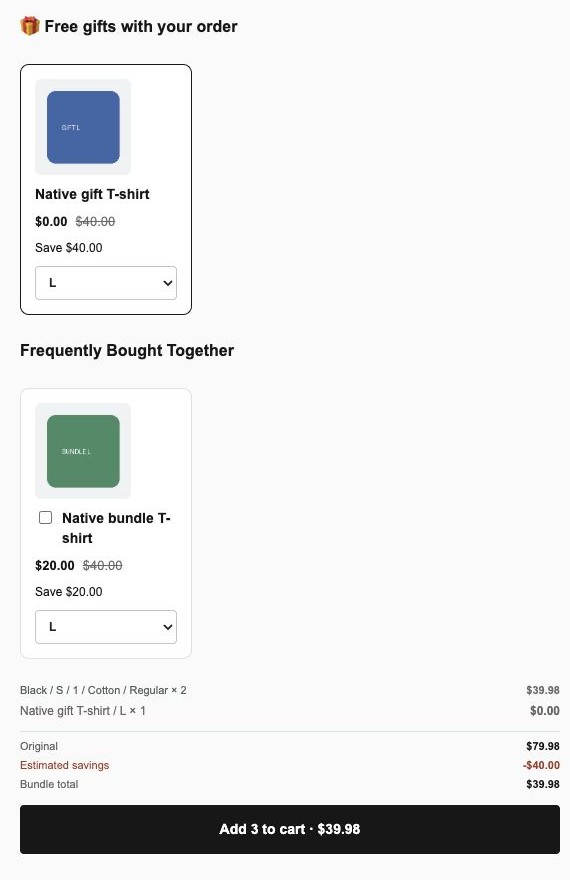 🎁 Free gifts with your order
GIFT L
Native gift T-shirt
$0.00 $40.00
Save $40.00
L
Frequently Bought Together
BUNDLE L
Native bundle T-
shirt
$20.00 $40.00
Save $20.00
L
Black / S / 1 / Cotton / Regular × 2 $39.98
Native gift T-shirt / L × 1 $0.00
Original $79.98
Estimated savings -$40.00
Bundle total $39.98
Add 3 to cart · $39.98